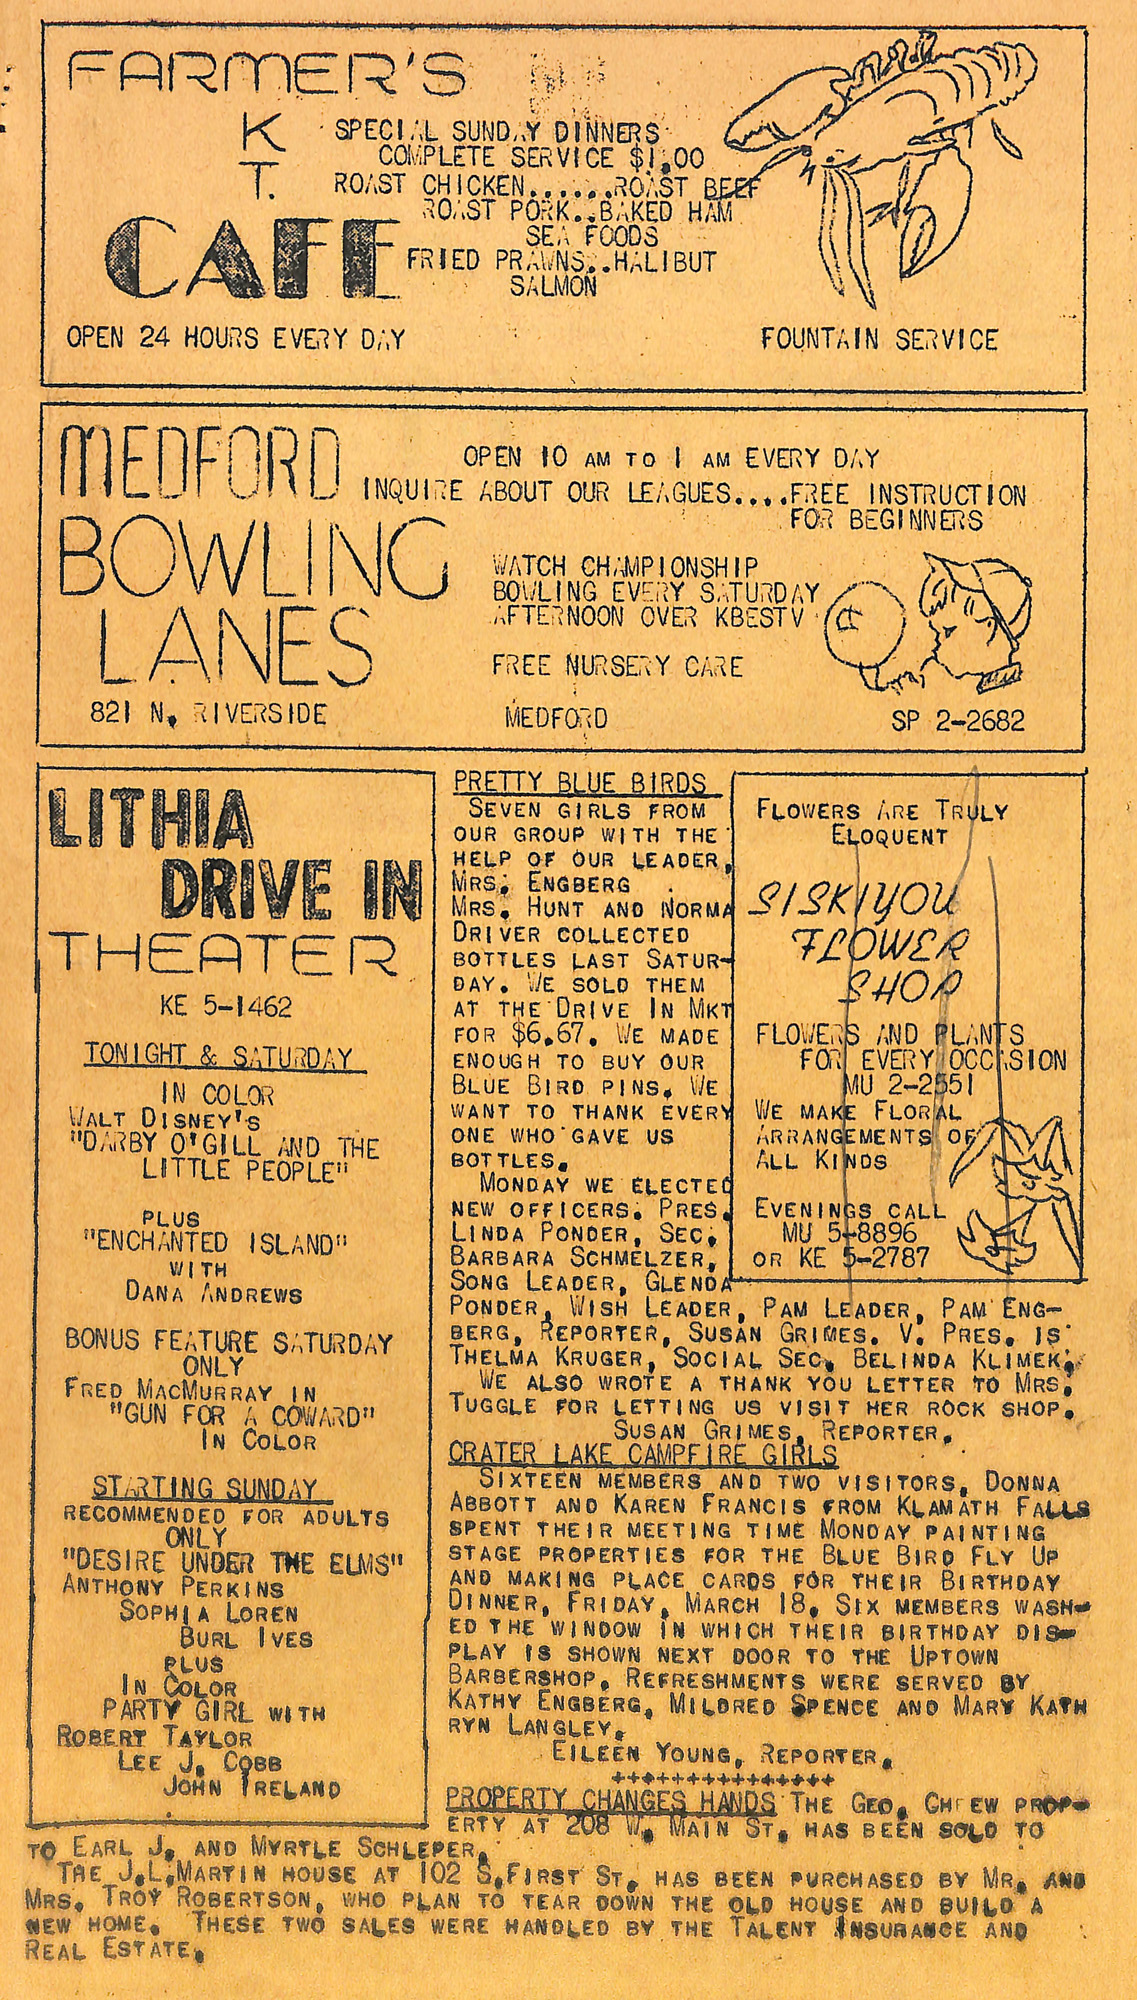 FARMER'S
K
T.
CAFE
SPECIAL SUNDAY DINNERS
COMPLETE SERVICE $1.00
ROAST CHICKEN......ROAST BEEF
ROAST PORK..BAKED HAM
SEA FOODS
FRIED PRAWNS..HALIBUT
SALMON
OPEN 24 HOURS EVERY DAY
FOUNTAIN SERVICE
MEDFORD
BOWLING
LANES
821 N. RIVERSIDE
OPEN 10 AM TO 1 AM EVERY DAY
INQUIRE ABOUT OUR LEAGUES....FREE INSTRUCTION
FOR BEGINNERS
WATCH CHAMPIONSHIP
BOWLING EVERY SATURDAY
AFTERNOON OVER KBESTV
FREE NURSERY CARE
MEDFORD
SP 2-2682
LITHIA
DRIVE IN
THEATER
KE 5-1462
TONIGHT & SATURDAY
IN COLOR
WALT DISNEY'S
"DARBY O'GILL AND THE
LITTLE PEOPLE"
PLUS
"ENCHANTED ISLAND"
WITH
DANA ANDREWS
BONUS FEATURE SATURDAY
ONLY
FRED MACMURRAY IN
"GUN FOR A COWARD"
IN COLOR
STARTING SUNDAY
RECOMMENDED FOR ADULTS
ONLY
"DESIRE UNDER THE ELMS"
ANTHONY PERKINS
SOPHIA LOREN
BURL IVES
PLUS
IN COLOR
PARTY GIRL WITH
ROBERT TAYLOR
LEE J. COBB
JOHN IRELAND
PRETTY BLUE BIRDS
SEVEN GIRLS FROM
OUR GROUP WITH THE
HELP OF OUR LEADER,
MRS. ENGBERG
MRS. HUNT AND NORMA
DRIVER COLLECTED
BOTTLES LAST SATUR-
DAY. WE SOLD THEM
AT THE DRIVE IN MKT
FOR $6.67. WE MADE
ENOUGH TO BUY OUR
BLUE BIRD PINS. WE
WANT TO THANK EVERY
ONE WHO GAVE US
BOTTLES.
MONDAY WE ELECTED
NEW OFFICERS. PRES.
LINDA PONDER, SEC.
BARBARA SCHMELZER,
SONG LEADER, GLENDA
PONDER, WISH LEADER, PAM LEADER, PAM ENG-
BERG, REPORTER, SUSAN GRIMES. V. PRES. IS
THELMA KRUGER, SOCIAL SEC. BELINDA KLIMEK.
WE ALSO WROTE A THANK YOU LETTER TO MRS.
TUGGLE FOR LETTING US VISIT HER ROCK SHOP.
SUSAN GRIMES, REPORTER.
FLOWERS ARE TRULY
ELOQUENT
SISKIYOU
FLOWER
SHOP
FLOWERS AND PLANTS
FOR EVERY OCCASION
MU 2-2551
WE MAKE FLORAL
ARRANGEMENTS OF
ALL KINDS
EVENINGS CALL
MU 5-8896
OR KE 5-2787
CRATER LAKE CAMPFIRE GIRLS
SIXTEEN MEMBERS AND TWO VISITORS, DONNA
ABBOTT AND KAREN FRANCIS FROM KLAMATH FALLS
SPENT THEIR MEETING TIME MONDAY PAINTING
STAGE PROPERTIES FOR THE BLUE BIRD FLY UP
AND MAKING PLACE CARDS FOR THEIR BIRTHDAY
DINNER, FRIDAY, MARCH 18. SIX MEMBERS WASH-
ED THE WINDOW IN WHICH THEIR BIRTHDAY DIS-
PLAY IS SHOWN NEXT DOOR TO THE UPTOWN
BARBERSHOP. REFRESHMENTS WERE SERVED BY
KATHY ENGBERG, MILDRED SPENCE AND MARY KATH
RYN LANGLEY.
EILEEN YOUNG, REPORTER.
+++++++++++++++
PROPERTY CHANGES HANDS THE GEO. PROP-
ERTY AT 208 W. MAIN ST. HAS BEEN SOLD TO
TO EARL J. AND MYRTLE SCHLEPER.
THE J.L.MARTIN HOUSE AT 102 S.FIRST ST. HAS BEEN PURCHASED BY MR. AND
MRS. TROY ROBERTSON, WHO PLAN TO TEAR DOWN THE OLD HOUSE AND BUILD A
NEW HOME. THESE TWO SALES WERE HANDLED BY THE TALENT INSURANCE AND
REAL ESTATE.